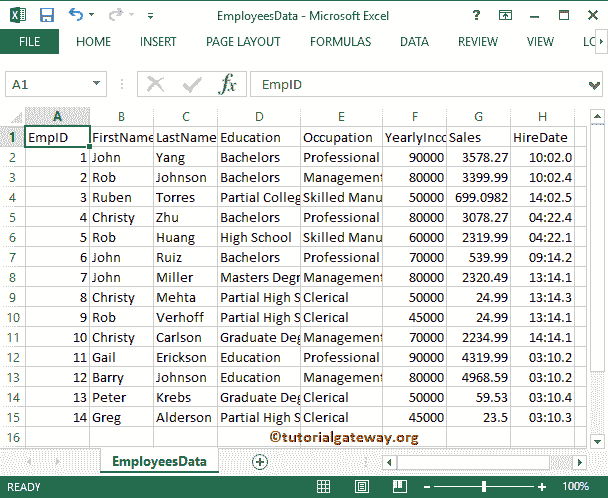 EmployeesData - Microsoft Excel
FILE HOME INSERT PAGE LAYOUT FORMULAS DATA REVIEW VIEW LO
A1 fx EmpID
A B C D E F G H
1 EmpID FirstName LastName Education Occupation YearlyInco Sales HireDate
2 1 John Yang Bachelors Professional 90000 3578.27 10:02.0
3 2 Rob Johnson Bachelors Management 80000 3399.99 10:02.4
4 3 Ruben Torres Partial Colleg Skilled Manu 50000 699.0982 14:02.5
5 4 Christy Zhu Bachelors Professional 80000 3078.27 04:22.4
6 5 Rob Huang High School Skilled Manu 60000 2319.99 04:22.1
7 6 John Ruiz Bachelors Professional 70000 539.99 09:14.2
8 7 John Miller Masters Degr Management 80000 2320.49 13:14.1
9 8 Christy Mehta Partial High S Clerical 50000 24.99 13:14.3
10 9 Rob Verhoff Partial High S Clerical 45000 24.99 13:14.1
11 10 Christy Carlson Graduate Deg Management 70000 2234.99 14:14.1
12 11 Gail Erickson Education Professional 90000 4319.99 03:10.2
13 12 Barry Johnson Education Management 80000 4968.59 03:10.2
14 13 Peter Krebs Graduate Deg Clerical 50000 59.53 03:10.4
15 14 Greg Alderson Partial High S Clerical 45000 23.5 03:10.3
16 ©tutorialgateway.org
EmployeesData
READY 100%